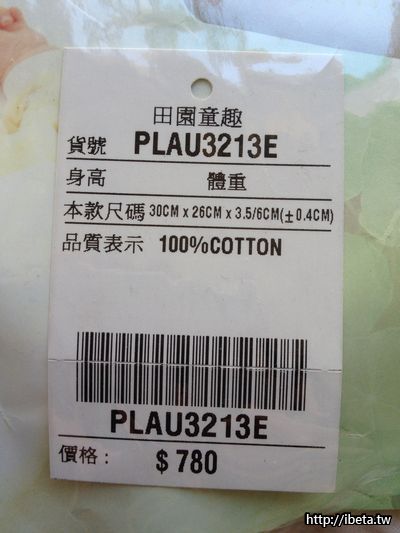 田園童趣
貨號 PLAU3213E
身高 體重
本款尺碼 30CM x 26CM x 3.5/6CM(±0.4CM)
品質表示 100%COTTON
PLAU3213E
價格： $780
http://ibeta.tw